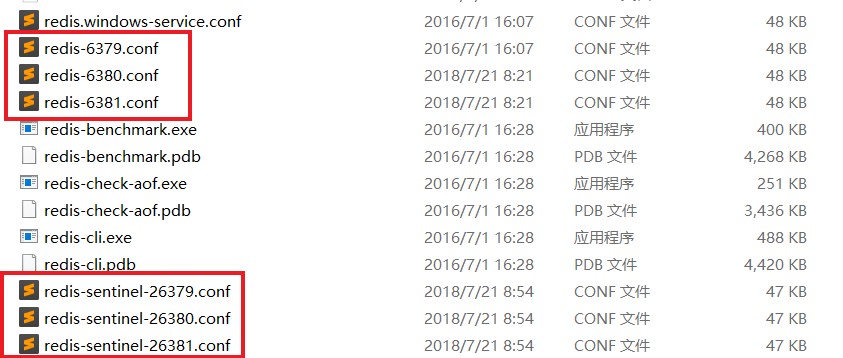 redis.windows-service.conf 2016/7/1 16:07 CONF 文件 48 KB
redis-6379.conf 2016/7/1 16:07 CONF 文件 48 KB
redis-6380.conf 2018/7/21 8:21 CONF 文件 48 KB
redis-6381.conf 2018/7/21 8:21 CONF 文件 48 KB
redis-benchmark.exe 2016/7/1 16:28 应用程序 400 KB
redis-benchmark.pdb 2016/7/1 16:28 PDB 文件 4,268 KB
redis-check-aof.exe 2016/7/1 16:28 应用程序 251 KB
redis-check-aof.pdb 2016/7/1 16:28 PDB 文件 3,436 KB
redis-cli.exe 2016/7/1 16:28 应用程序 488 KB
redis-cli.pdb 2016/7/1 16:28 PDB 文件 4,420 KB
redis-sentinel-26379.conf 2018/7/21 8:54 CONF 文件 47 KB
redis-sentinel-26380.conf 2018/7/21 8:54 CONF 文件 47 KB
redis-sentinel-26381.conf 2018/7/21 8:54 CONF 文件 47 KB